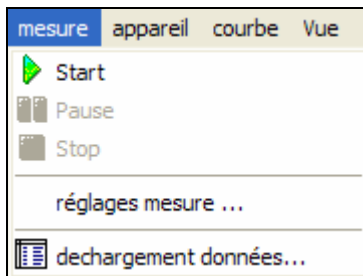 mesure appareil courbe Vue
Start
Pause
Stop
réglages mesure ...
dechargement données...